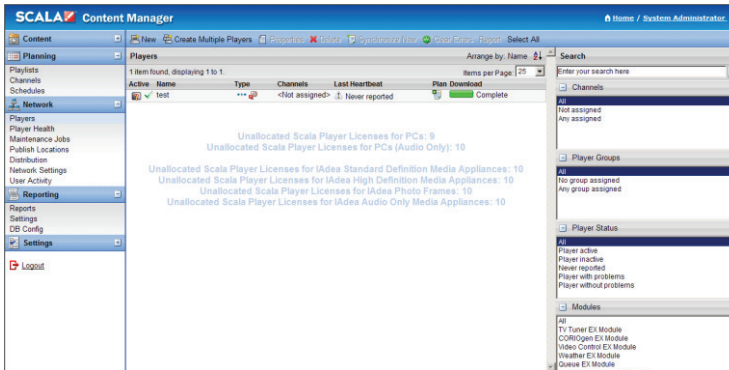 SCALA Content Manager
Home / System Administrator
Content
New Create Multiple Players Properties Delete Synchronize Now Clear Errors Report Select All
Planning
Playlists
Channels
Schedules
Network
Players
Player Health
Maintenance Jobs
Publish Locations
Distribution
Network Settings
User Activity
Reporting
Reports
Settings
DB Config
Settings
Logout
Players Arrange by: Name
1 item found, displaying 1 to 1. Items per Page: 25
Active Name Type Channels Last Heartbeat Plan Download
test <Not assigned> Never reported Complete
Unallocated Scala Player Licenses for PCs: 9
Unallocated Scala Player Licenses for PCs (Audio Only): 10
Unallocated Scala Player Licenses for IAdea Standard Definition Media Appliances: 10
Unallocated Scala Player Licenses for IAdea High Definition Media Appliances: 10
Unallocated Scala Player Licenses for IAdea Photo Frames: 10
Unallocated Scala Player Licenses for IAdea Audio Only Media Appliances: 10
Search
Enter your search here
Channels
All
Not assigned
Any assigned
Player Groups
All
No group assigned
Any group assigned
Player Status
All
Player active
Player inactive
Never reported
Player with problems
Player without problems
Modules
All
TV Tuner EX Module
CORIOgen EX Module
Video Control EX Module
Weather EX Module
Queue EX Module